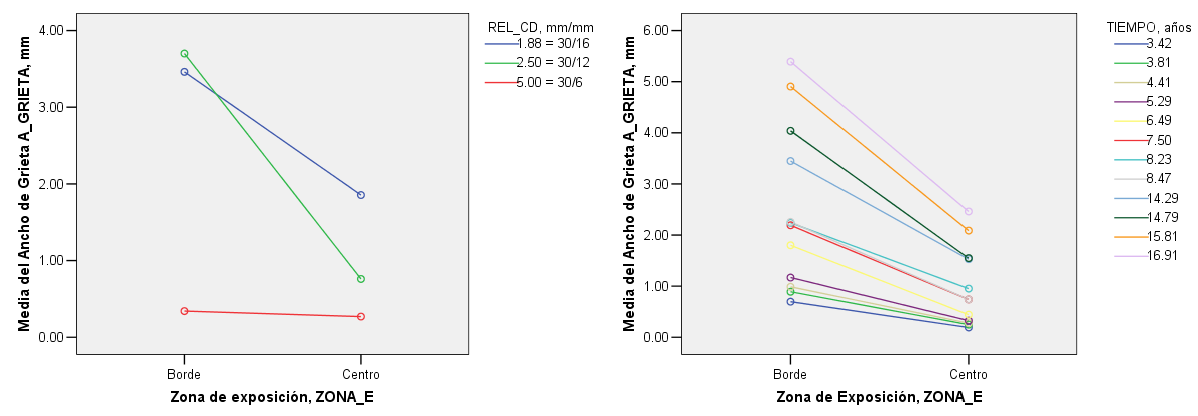 4.00
3.00
2.00
1.00
0.00
Media del Ancho de Grieta A_GRIETA, mm
Borde
Centro
Zona de exposición, ZONA_E
REL_CD, mm/mm
1.88 = 30/16
2.50 = 30/12
5.00 = 30/6
6.00
5.00
4.00
3.00
2.00
1.00
0.00
Media del Ancho de Grieta A_GRIETA, mm
Borde
Centro
Zona de Exposición, ZONA_E
TIEMPO, años
3.42
3.81
4.41
5.29
6.49
7.50
8.23
8.47
14.29
14.79
15.81
16.91